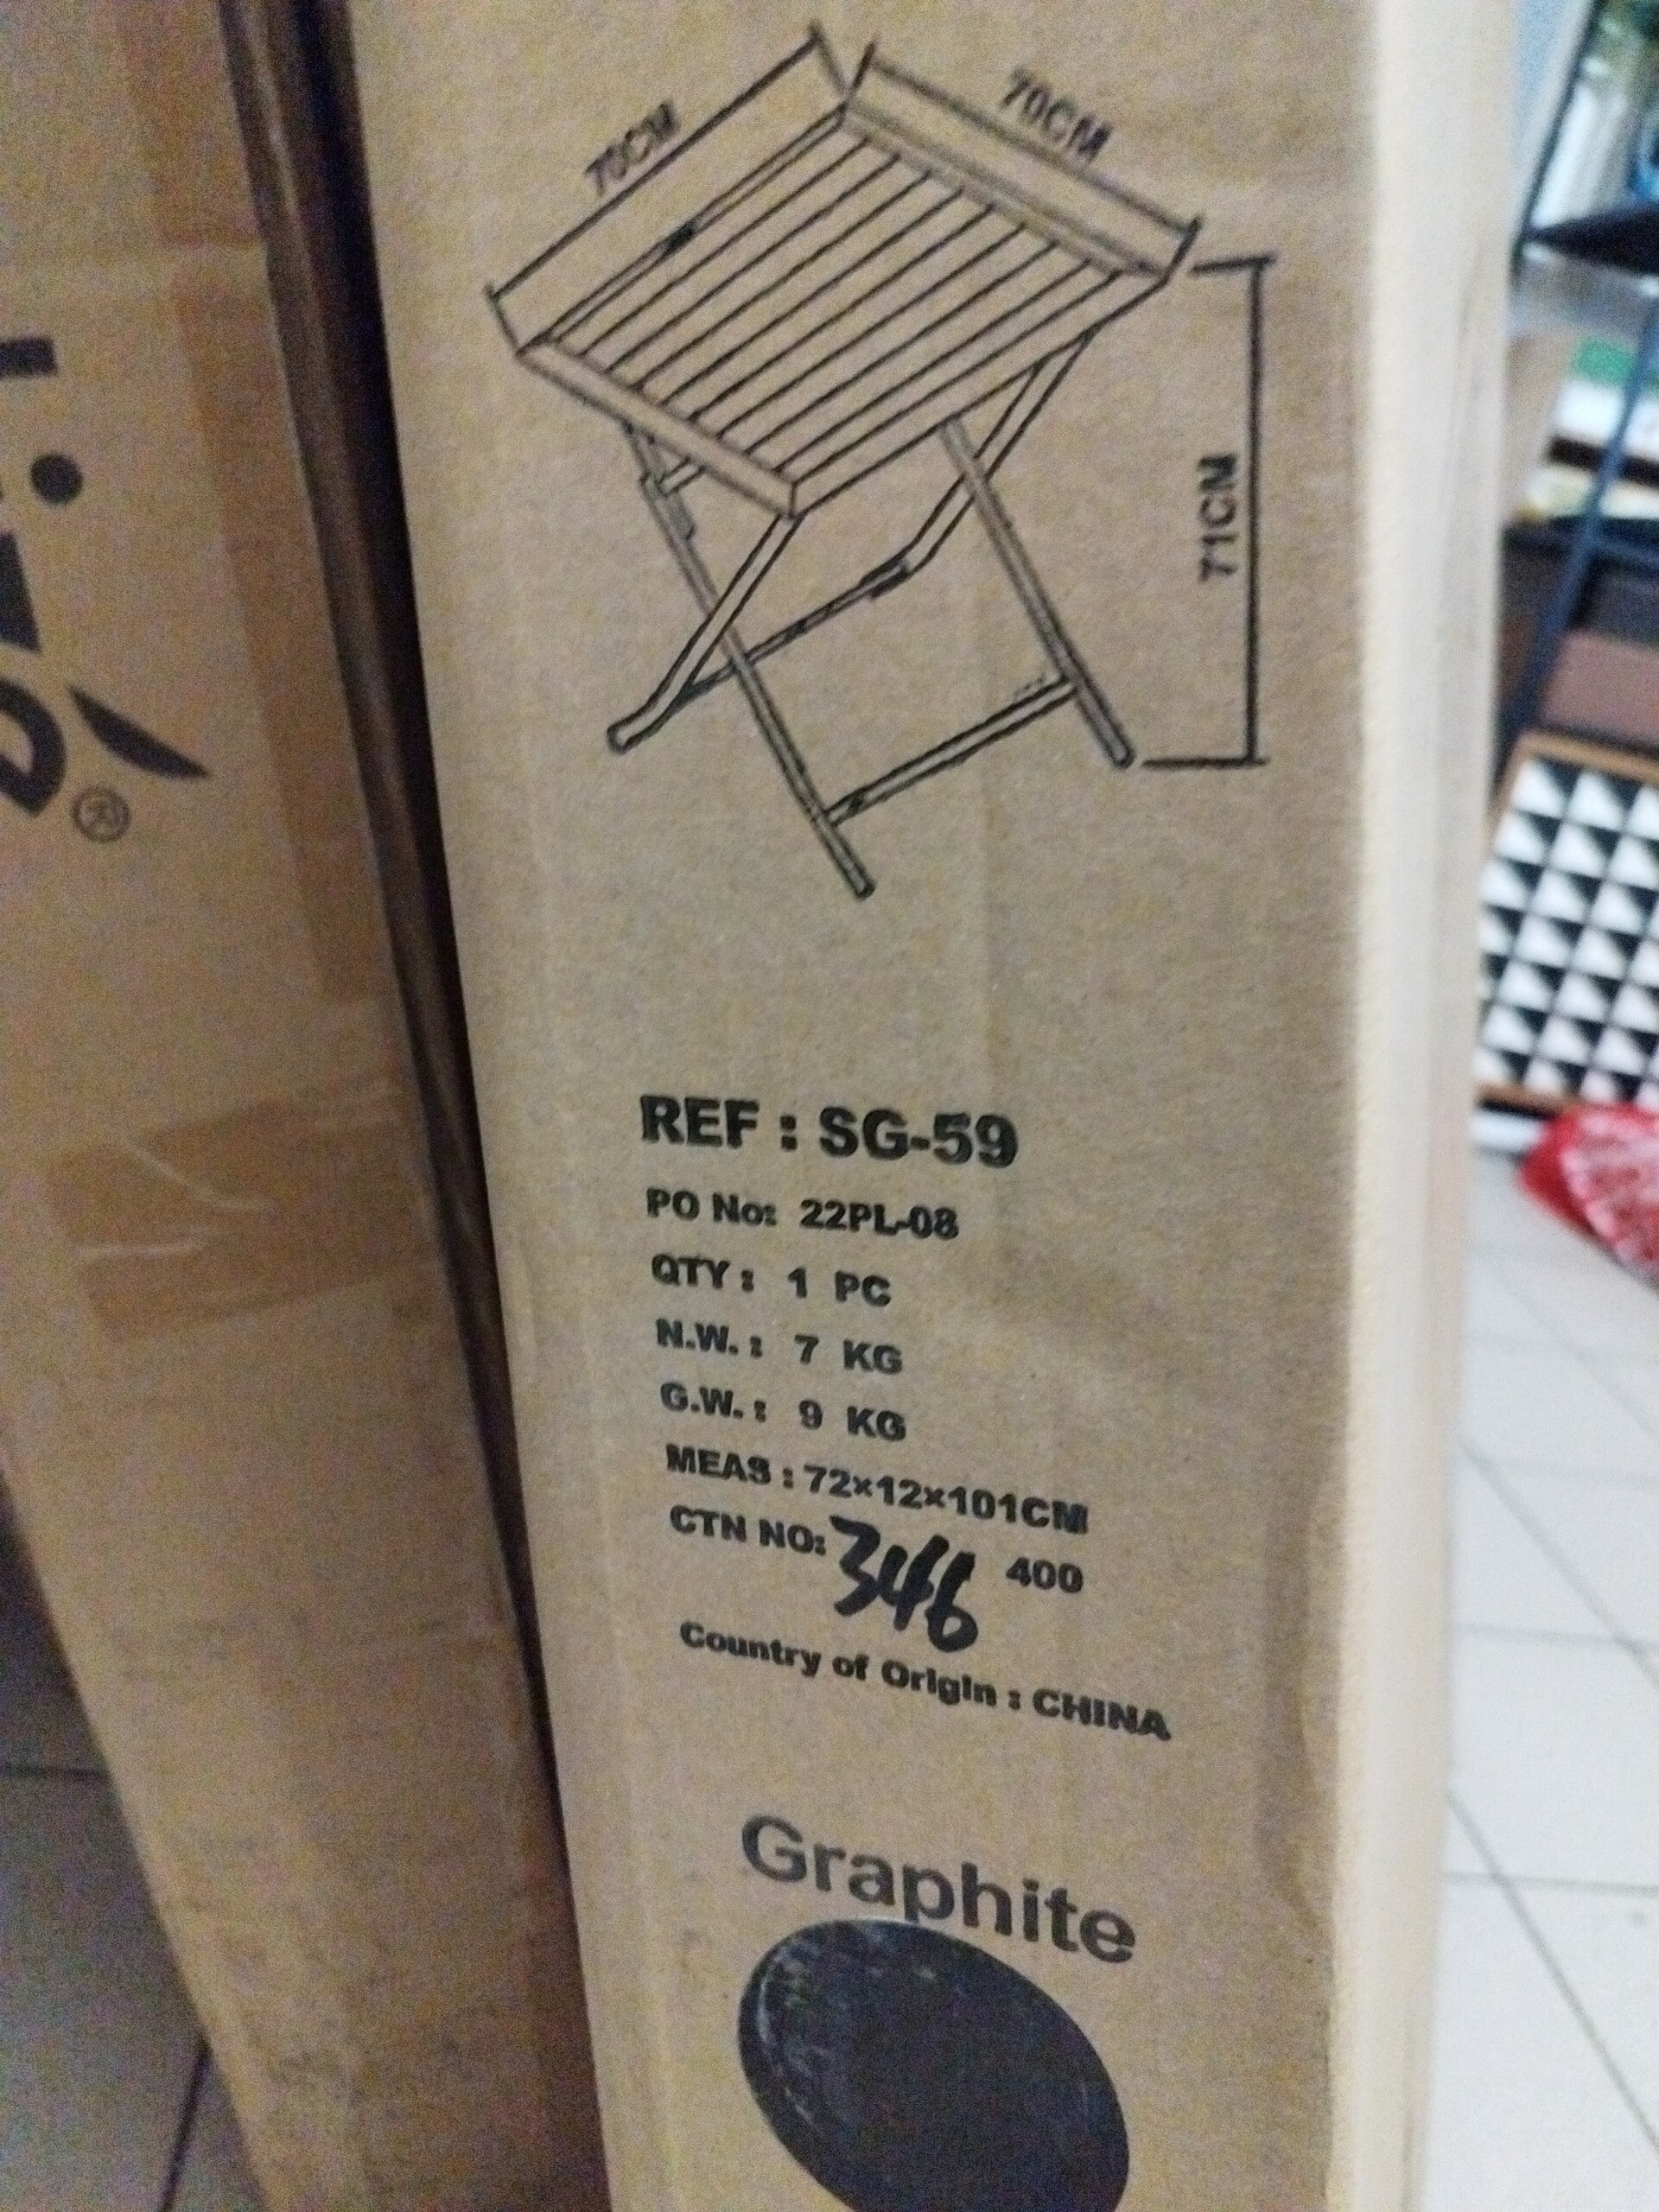 70CM
70CM
71CM
®
REF : SG-59
PO No: 22PL-08
QTY : 1 PC
N.W. : 7 KG
G.W. : 9 KG
MEAS : 72×12×101CM
CTN NO: 346 400
Country of Origin : CHINA
Graphite